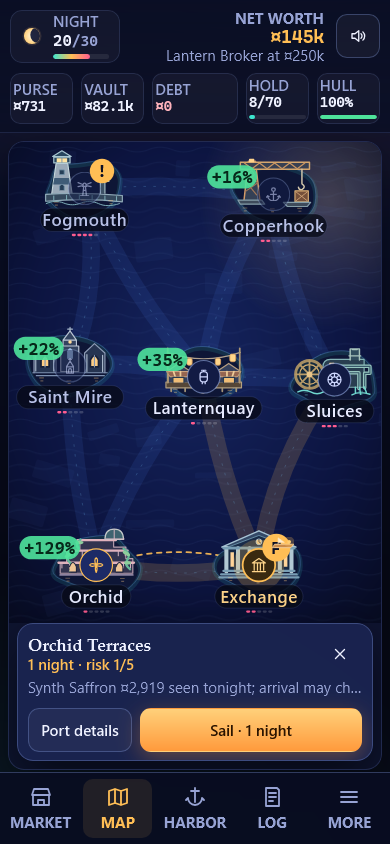 NIGHT
20/30
NET WORTH
¤145k
Lantern Broker at ¤250k
PURSE
¤731
VAULT
¤82.1k
DEBT
¤0
HOLD
8/70
HULL
100%
!
Fogmouth
+16%
Copperhook
+22%
Saint Mire
+35%
Lanternquay
Sluices
+129%
Orchid
F
Exchange
Orchid Terraces
1 night · risk 1/5
Synth Saffron ¤2,919 seen tonight; arrival may ch…
Port details
Sail · 1 night
MARKET
MAP
HARBOR
LOG
MORE